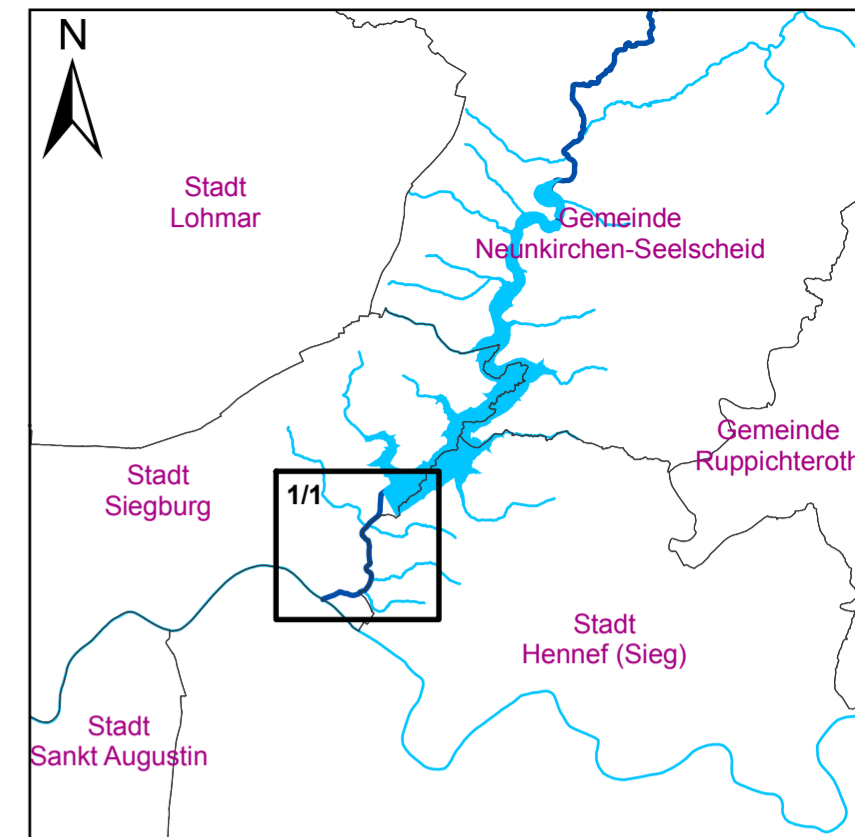 N
Stadt
Lohmar
Gemeinde
Neunkirchen-Seelscheid
Gemeinde
Ruppichteroth
Stadt
Siegburg
1/1
Stadt
Hennef (Sieg)
Stadt
Sankt Augustin